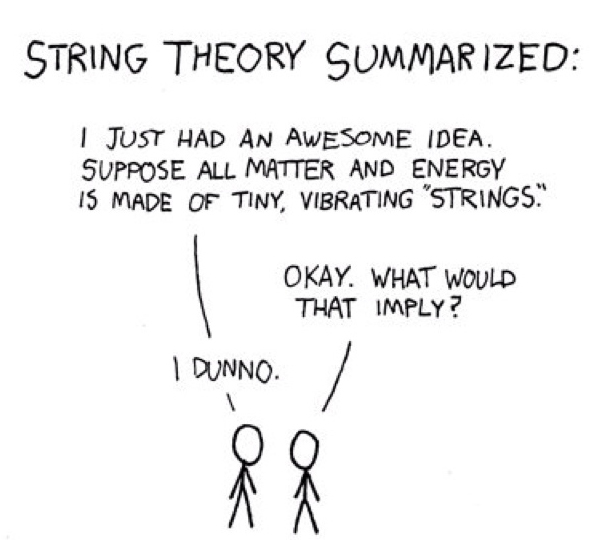 STRING THEORY SUMMARIZED:
I JUST HAD AN AWESOME IDEA.
SUPPOSE ALL MATTER AND ENERGY
IS MADE OF TINY, VIBRATING "STRINGS."
OKAY. WHAT WOULD
THAT IMPLY?
I DUNNO.